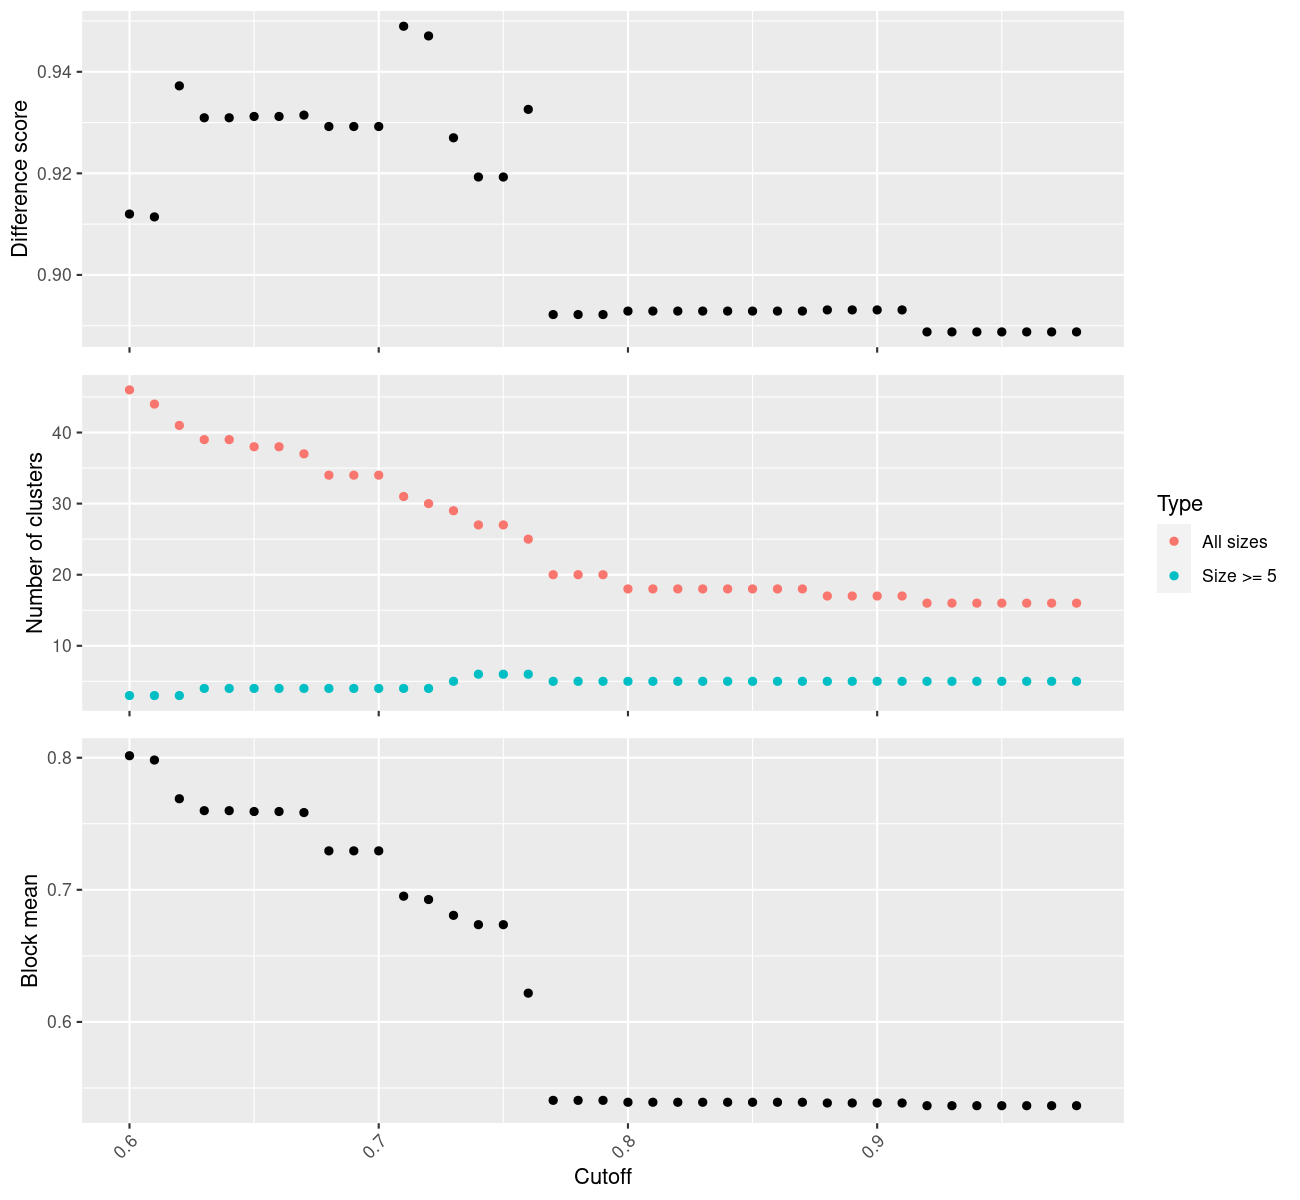 Difference score
0.94
0.92
0.90
Number of clusters
40
30
20
10
Type
All sizes
Size >= 5
Block mean
0.8
0.7
0.6
0.6
0.7
0.8
0.9
Cutoff